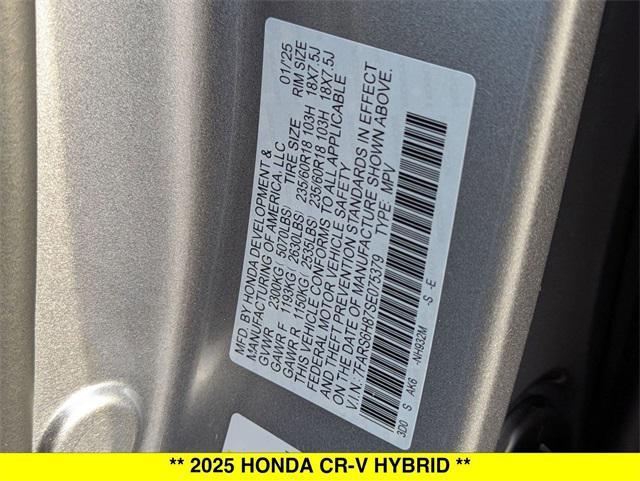 MFD. BY HONDA DEVELOPMENT &
MANUFACTURING OF AMERICA, LLC 01/25
GVWR 2300KG( 5070LBS) TIRE SIZE RIM SIZE
GAWR F 1193KG( 2630LBS) 235/60R18 103H 18X7.5J
GAWR R 1150KG( 2535LBS) 235/60R18 103H 18X7.5J
THIS VEHICLE CONFORMS TO ALL APPLICABLE
FEDERAL MOTOR VEHICLE SAFETY
AND THEFT PREVENTION STANDARDS IN EFFECT
ON THE DATE OF MANUFACTURE SHOWN ABOVE.
V.I.N.: 7FARS6H87SE075379 TYPE: MPV
3D0 S AK6 -NH932M -S -E
** 2025 HONDA CR-V HYBRID **